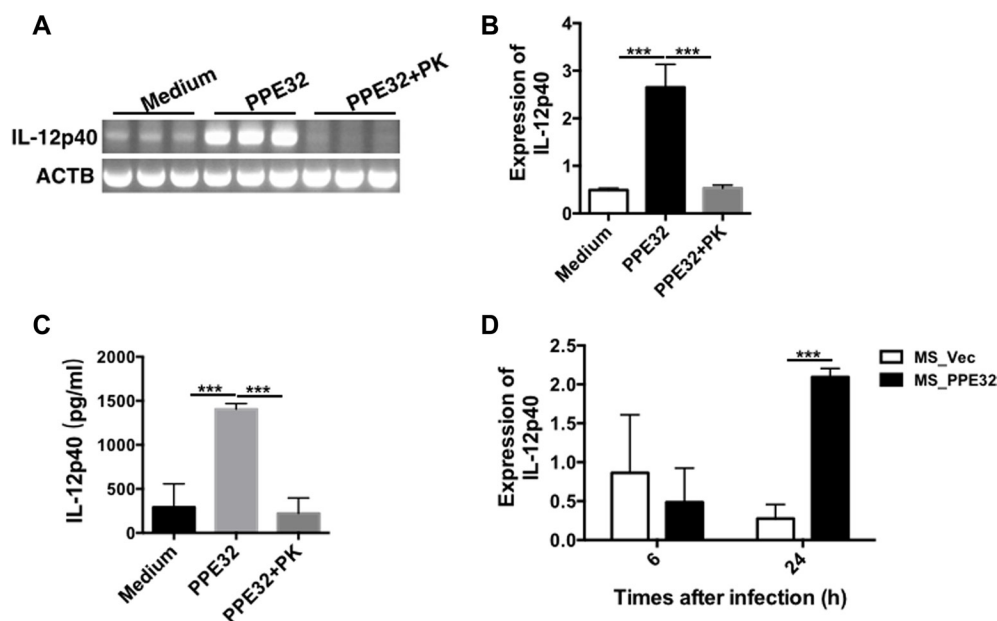 A
Medium
PPE32
PPE32+PK
IL-12p40
ACTB
B
Expression of
IL-12p40
4
3
2
1
0
***
***
Medium
PPE32
PPE32+PK
C
IL-12p40 (pg/ml)
2000
1500
1000
500
0
***
***
Medium
PPE32
PPE32+PK
D
Expression of
IL-12p40
2.5
2.0
1.5
1.0
0.5
0.0
***
6
24
Times after infection (h)
MS_Vec
MS_PPE32